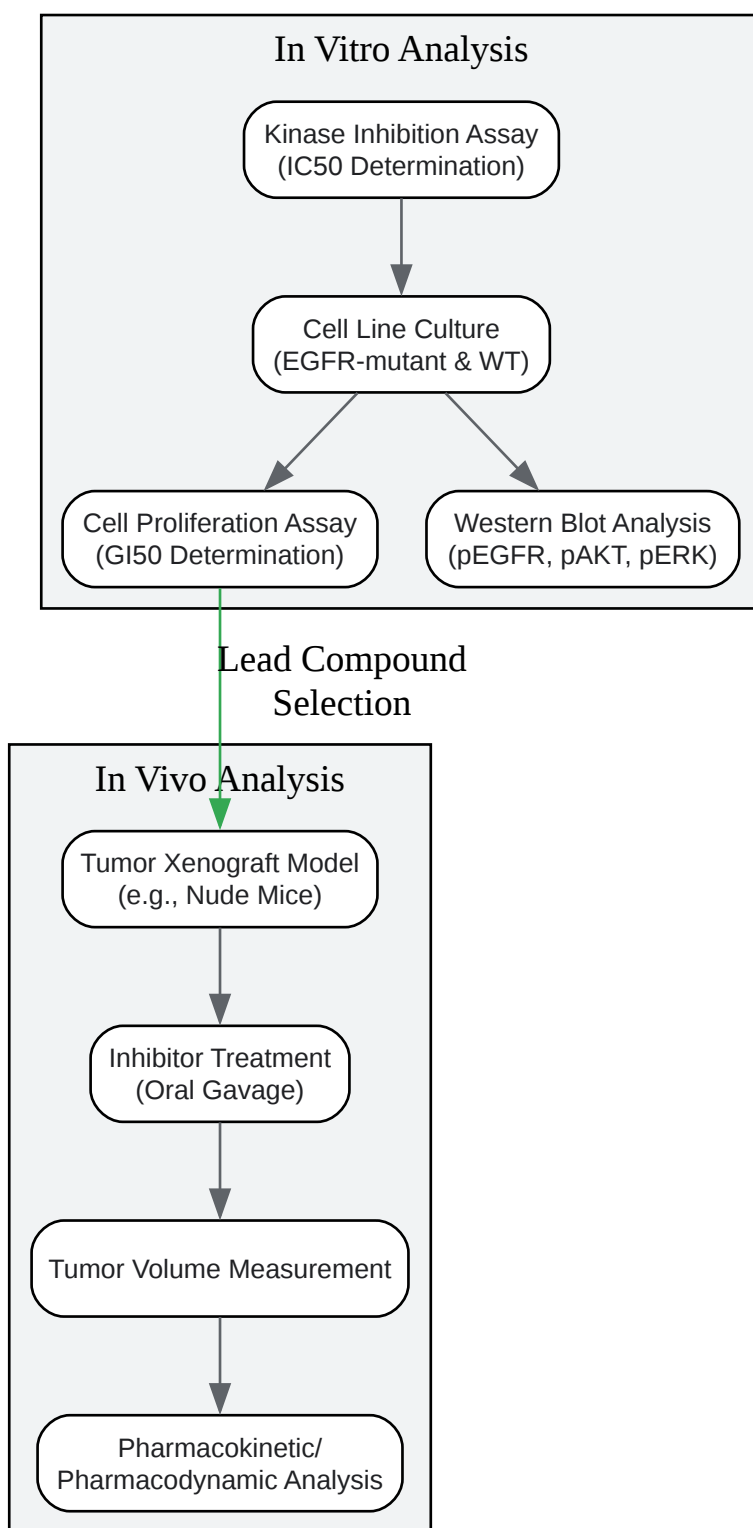 In Vitro Analysis
Kinase Inhibition Assay
(IC50 Determination)
Cell Line Culture
(EGFR-mutant & WT)
Cell Proliferation Assay
(GI50 Determination)
Western Blot Analysis
(pEGFR, pAKT, pERK)
Lead Compound
Selection
In Vivo Analysis
Tumor Xenograft Model
(e.g., Nude Mice)
Inhibitor Treatment
(Oral Gavage)
Tumor Volume Measurement
Pharmacokinetic/
Pharmacodynamic Analysis